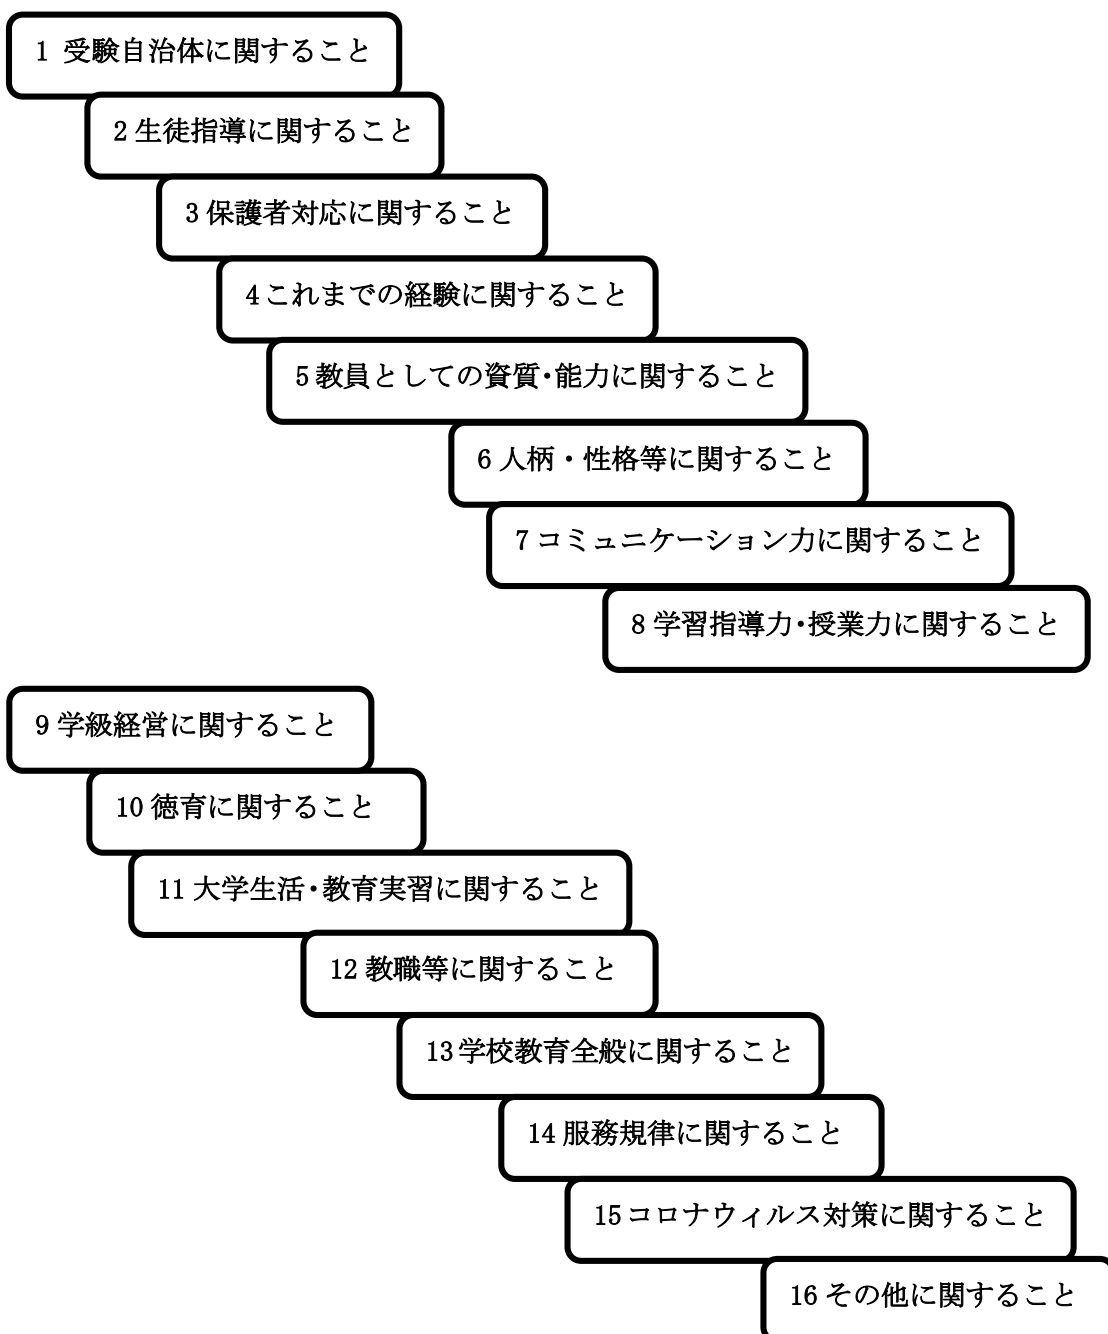 1 受験自治体に関すること
2 生徒指導に関すること
3 保護者対応に関すること
4 これまでの経験に関すること
5 教員としての資質・能力に関すること
6 人柄・性格等に関すること
7 コミュニケーション力に関すること
8 学習指導力・授業力に関すること
9 学級経営に関すること
10 徳育に関すること
11 大学生活・教育実習に関すること
12 教職等に関すること
13 学校教育全般に関すること
14 服務規律に関すること
15 コロナウィルス対策に関すること
16 その他に関すること